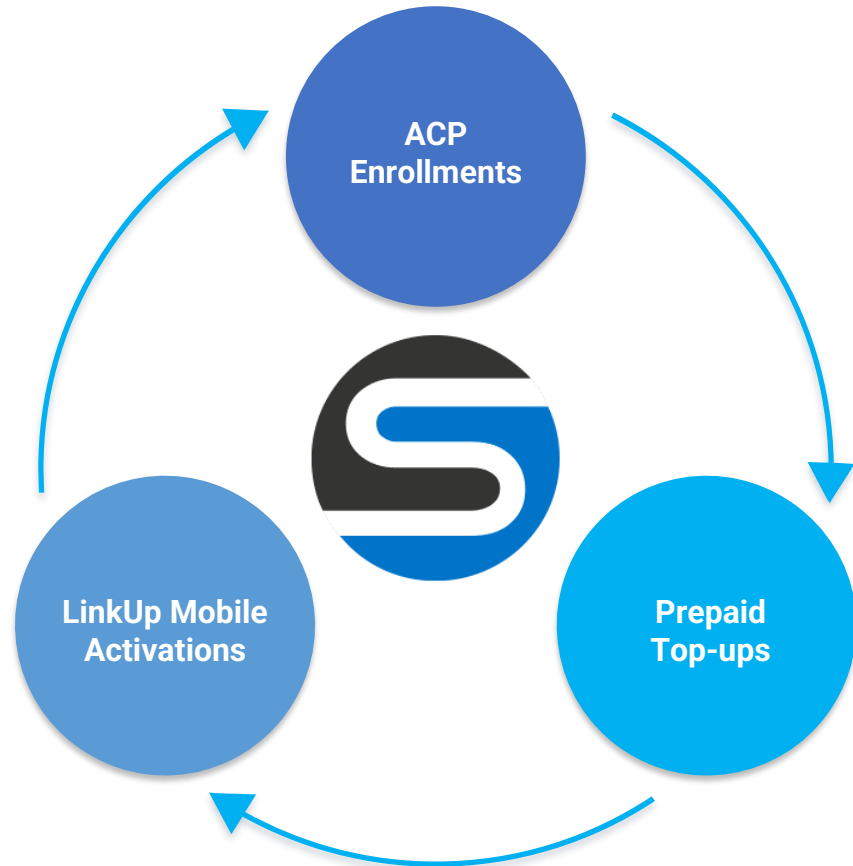 ACP
Enrollments
Prepaid
Top-ups
LinkUp Mobile
Activations